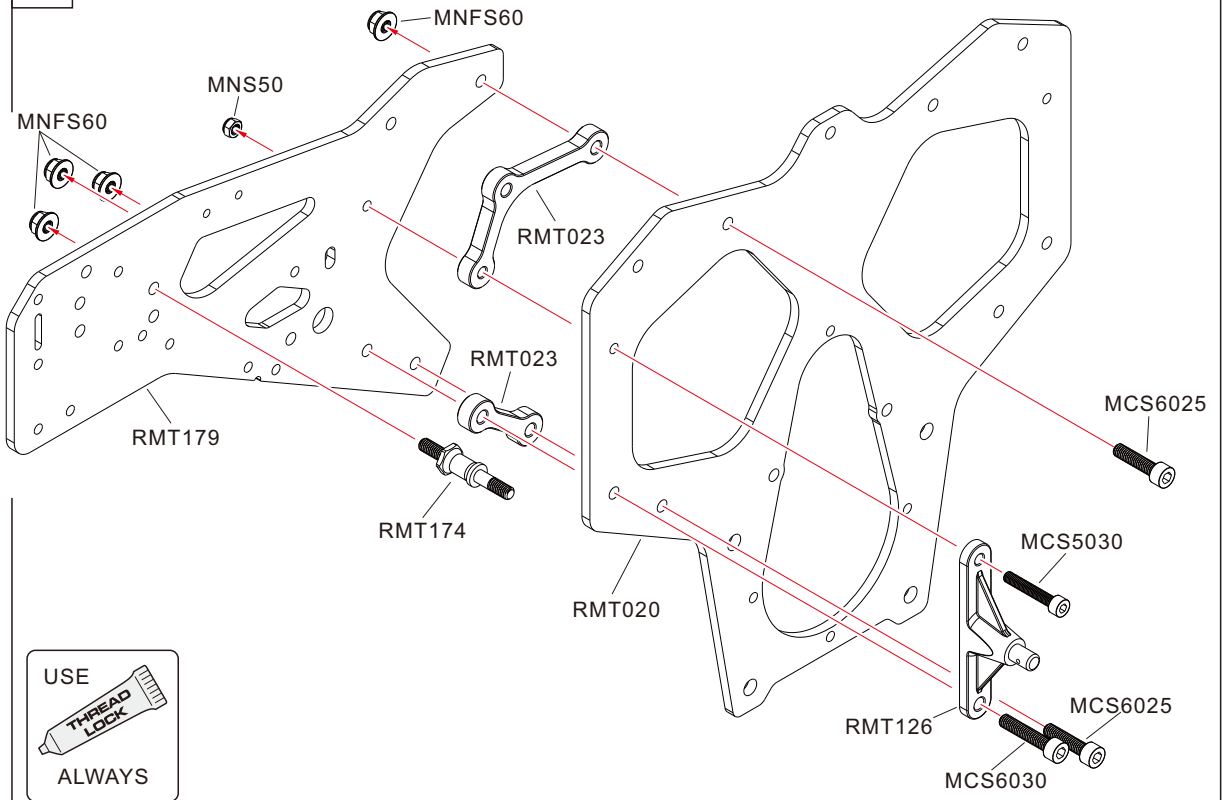 MNFS60
MNS50
MNFS60
RMT023
RMT023
RMT179
MCS6025
RMT174
MCS5030
RMT020
USE
THREAD
LOCK
ALWAYS
RMT126
MCS6025
MCS6030